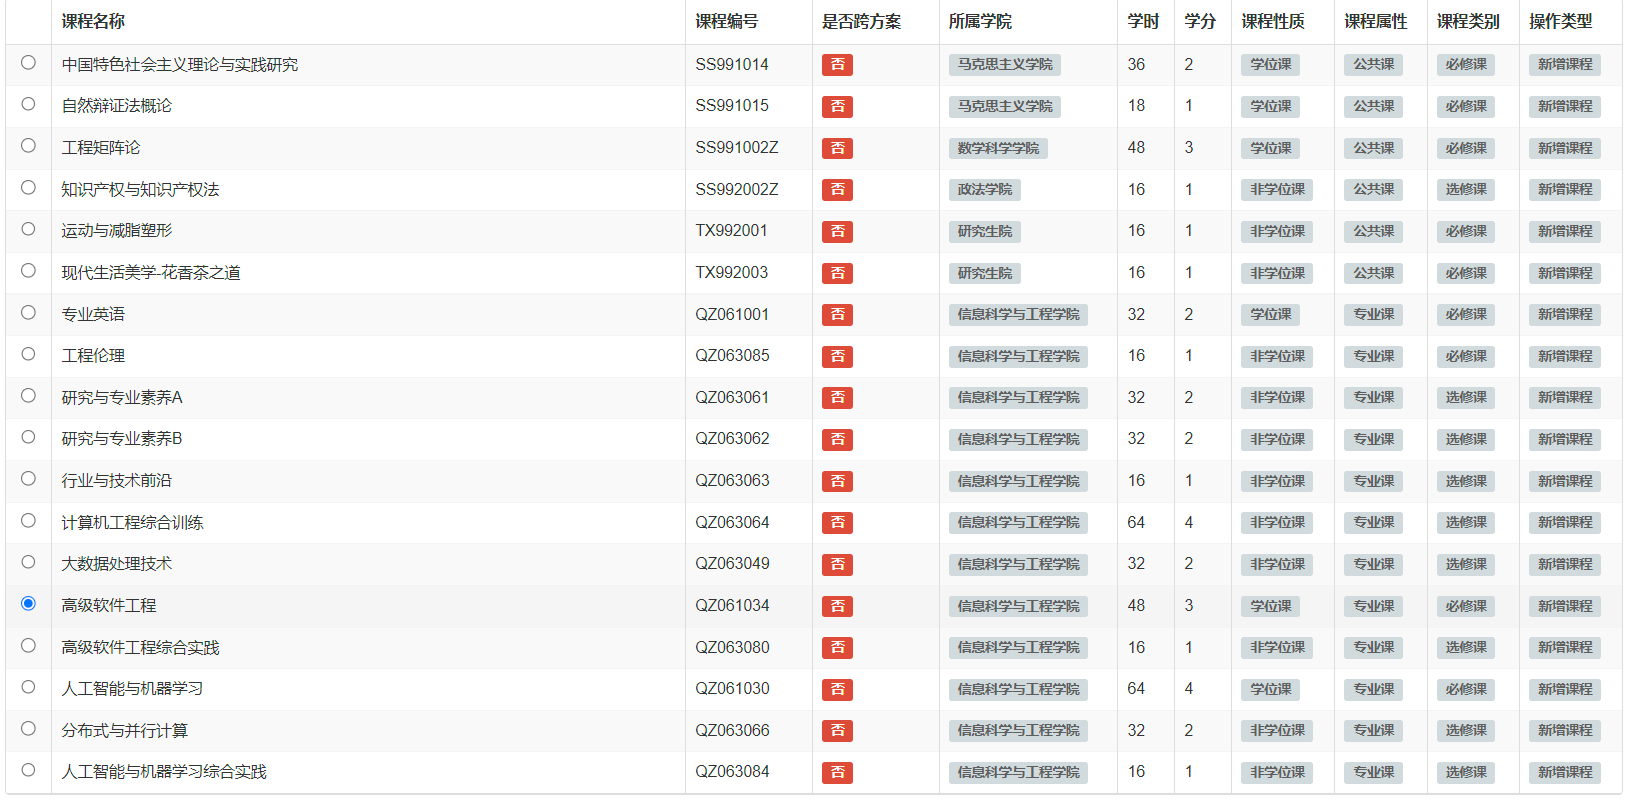 课程名称 课程编号 是否跨方案 所属学院 学时 学分 课程性质 课程属性 课程类别 操作类型
中国特色社会主义理论与实践研究 SS991014 否 马克思主义学院 36 2 学位课 公共课 必修课 新增课程
自然辩证法概论 SS991015 否 马克思主义学院 18 1 学位课 公共课 必修课 新增课程
工程矩阵论 SS991002Z 否 数学科学学院 48 3 学位课 公共课 必修课 新增课程
知识产权与知识产权法 SS992002Z 否 政法学院 16 1 非学位课 公共课 选修课 新增课程
运动与减脂塑形 TX992001 否 研究生院 16 1 非学位课 公共课 必修课 新增课程
现代生活美学-花香茶之道 TX992003 否 研究生院 16 1 非学位课 公共课 必修课 新增课程
专业英语 QZ061001 否 信息科学与工程学院 32 2 学位课 专业课 必修课 新增课程
工程伦理 QZ063085 否 信息科学与工程学院 16 1 非学位课 专业课 必修课 新增课程
研究与专业素养A QZ063061 否 信息科学与工程学院 32 2 非学位课 专业课 选修课 新增课程
研究与专业素养B QZ063062 否 信息科学与工程学院 32 2 非学位课 专业课 选修课 新增课程
行业与技术前沿 QZ063063 否 信息科学与工程学院 16 1 非学位课 专业课 选修课 新增课程
计算机工程综合训练 QZ063064 否 信息科学与工程学院 64 4 非学位课 专业课 选修课 新增课程
大数据处理技术 QZ063049 否 信息科学与工程学院 32 2 非学位课 专业课 选修课 新增课程
高级软件工程 QZ061034 否 信息科学与工程学院 48 3 学位课 专业课 必修课 新增课程
高级软件工程综合实践 QZ063080 否 信息科学与工程学院 16 1 非学位课 专业课 选修课 新增课程
人工智能与机器学习 QZ061030 否 信息科学与工程学院 64 4 学位课 专业课 必修课 新增课程
分布式与并行计算 QZ063066 否 信息科学与工程学院 32 2 非学位课 专业课 选修课 新增课程
人工智能与机器学习综合实践 QZ063084 否 信息科学与工程学院 16 1 非学位课 专业课 选修课 新增课程